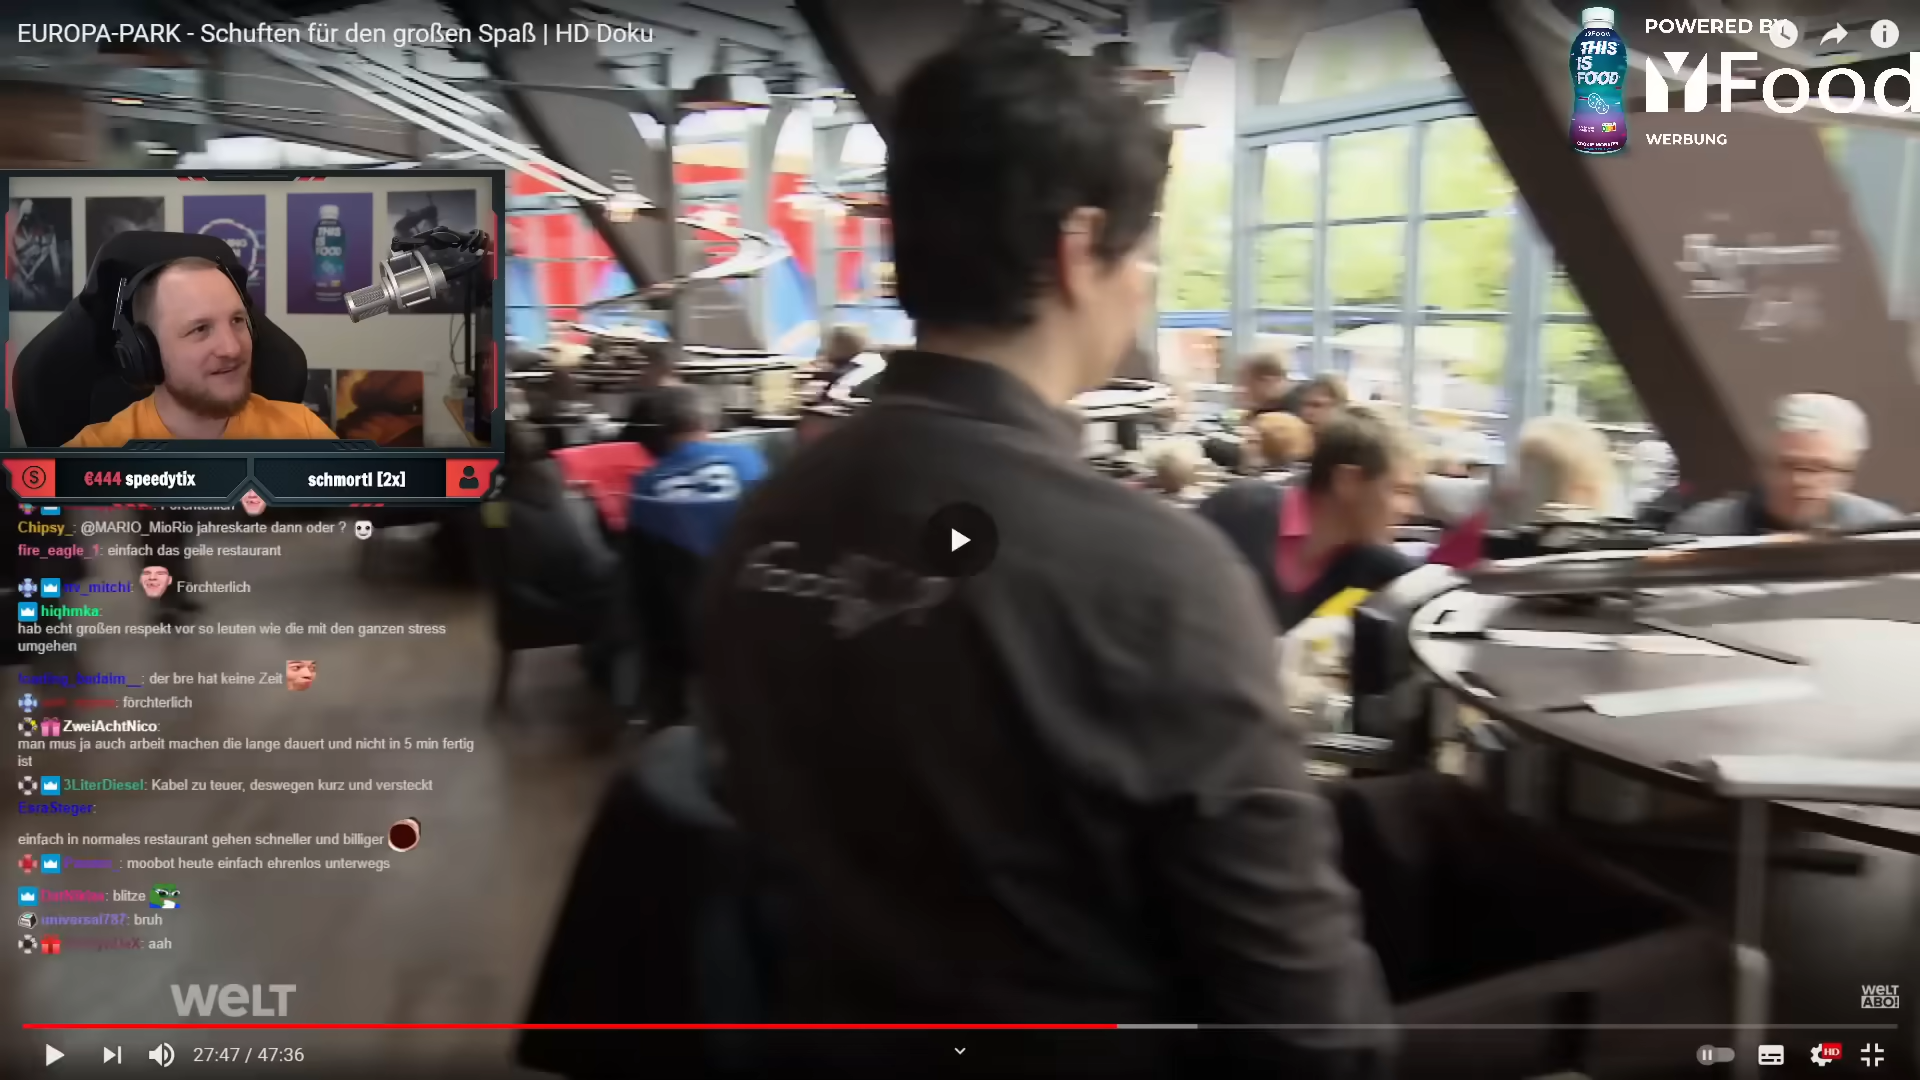 EUROPA-PARK - Schuften für den großen Spaß | HD Doku
POWERED BY
YFood
WERBUNG
THIS
IS
FOOD
THIS
IS
FOOD
€444 speedytix
schmortl [2x]
Chipsy_: @MARIO_MioRio jahreskarte dann oder ?
fire_eagle_1: einfach das geile restaurant
Förchterlich
hiqhmka:
hab echt großen respekt vor so leuten wie die mit den ganzen stress
umgehen
: der bre hat keine Zeit
: förchterlich
ZweiAchtNico:
man mus ja auch arbeit machen die lange dauert und nicht in 5 min fertig
ist
3LiterDiesel: Kabel zu teuer, deswegen kurz und versteckt
EsraSteger:
einfach in normales restaurant gehen schneller und billiger
: moobot heute einfach ehrenlos unterwegs
: blitze
universal787: bruh
: aah
WELT
WELT
ABO!
27:47 / 47:36
HD